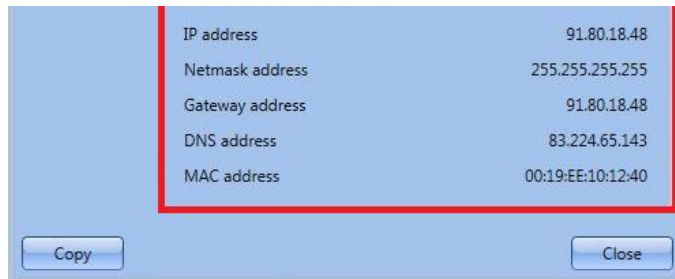 IP address 91.80.18.48
Netmask address 255.255.255.255
Gateway address 91.80.18.48
DNS address 83.224.65.143
MAC address 00:19:EE:10:12:40
Copy Close